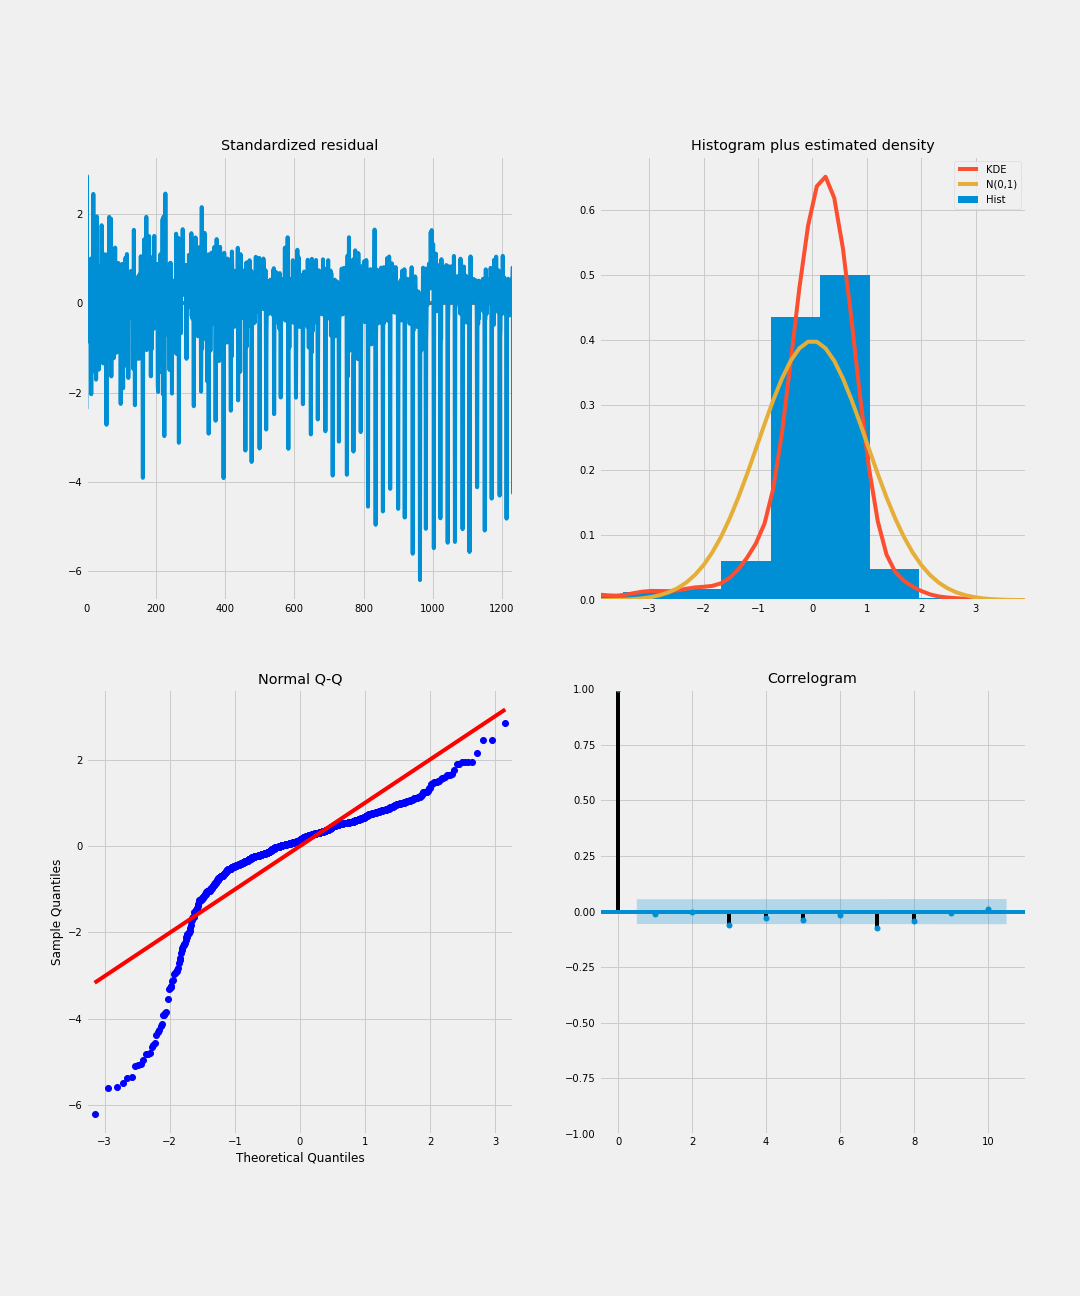 Standardized residual
2
0
−2
−4
−6
0 200 400 600 800 1000 1200
Histogram plus estimated density
KDE
N(0,1)
Hist
0.6
0.5
0.4
0.3
0.2
0.1
0.0
−3 −2 −1 0 1 2 3
Normal Q-Q
2
0
−2
−4
−6
Sample Quantiles
−3 −2 −1 0 1 2 3
Theoretical Quantiles
Correlogram
1.00
0.75
0.50
0.25
0.00
−0.25
−0.50
−0.75
−1.00
0 2 4 6 8 10